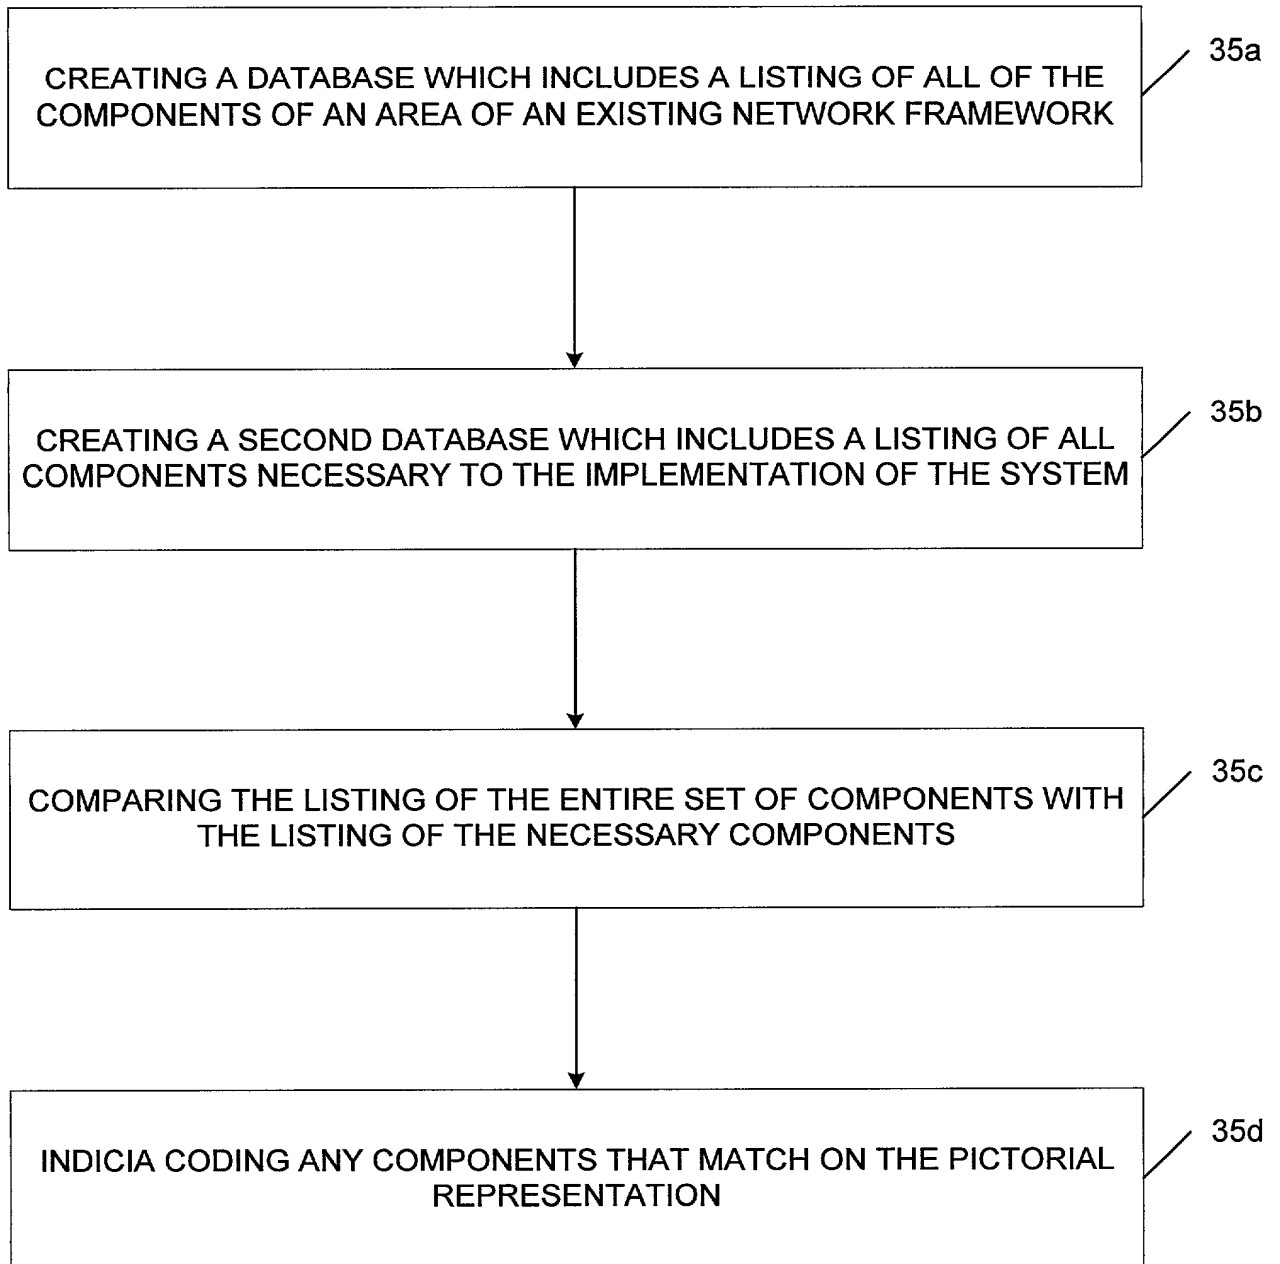 35a
CREATING A DATABASE WHICH INCLUDES A LISTING OF ALL OF THE
COMPONENTS OF AN AREA OF AN EXISTING NETWORK FRAMEWORK
35b
CREATING A SECOND DATABASE WHICH INCLUDES A LISTING OF ALL
COMPONENTS NECESSARY TO THE IMPLEMENTATION OF THE SYSTEM
35c
COMPARING THE LISTING OF THE ENTIRE SET OF COMPONENTS WITH
THE LISTING OF THE NECESSARY COMPONENTS
35d
INDICIA CODING ANY COMPONENTS THAT MATCH ON THE PICTORIAL
REPRESENTATION